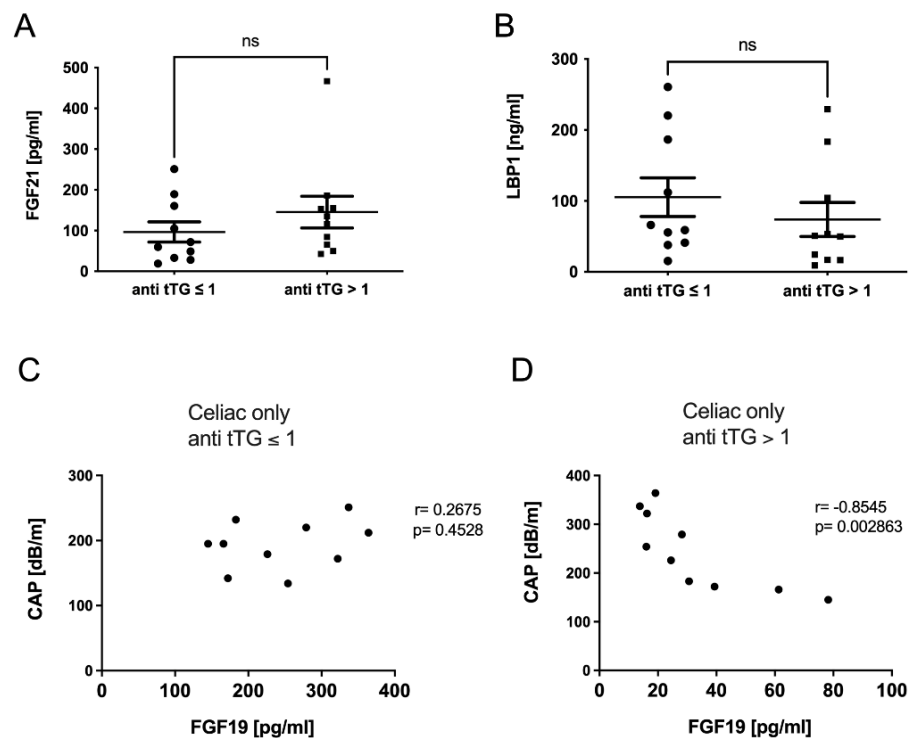 A
ns
FGF21 [pg/ml]
500
400
300
200
100
0
anti tTG ≤ 1
anti tTG > 1
B
ns
LBP1 [ng/ml]
300
200
100
0
anti tTG ≤ 1
anti tTG > 1
C
Celiac only
anti tTG ≤ 1
CAP [dB/m]
300
200
100
0
r= 0.2675
p= 0.4528
0 100 200 300 400
FGF19 [pg/ml]
D
Celiac only
anti tTG > 1
CAP [dB/m]
400
300
200
100
0
r= -0.8545
p= 0.002863
0 20 40 60 80 100
FGF19 [pg/ml]